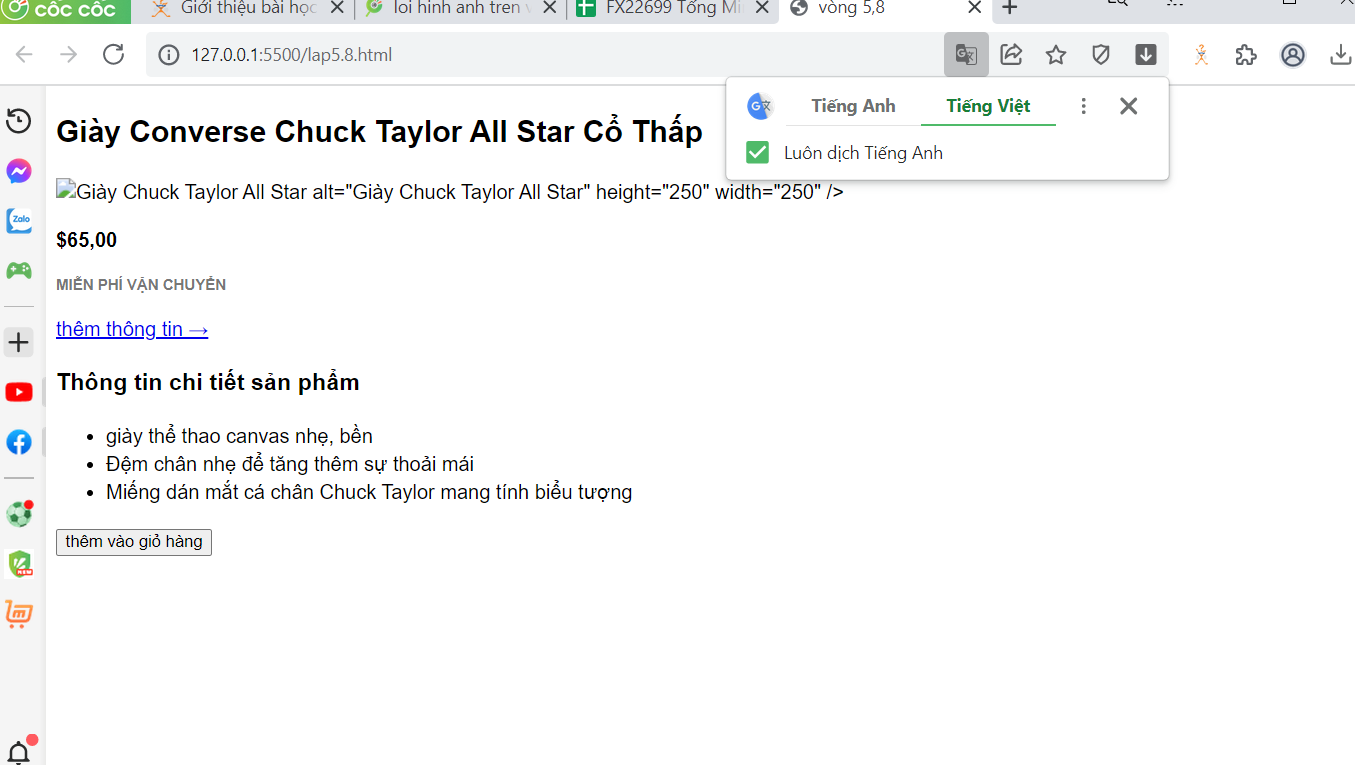 cốc cốc
Giới thiệu bài học
loi hinh anh tren v
FX22699 Tống Mi
vòng 5,8
127.0.0.1:5500/lap5.8.html
Tiếng Anh
Tiếng Việt
Luôn dịch Tiếng Anh
Zalo
NEW
Giày Converse Chuck Taylor All Star Cổ Thấp
Giày Chuck Taylor All Star alt="Giày Chuck Taylor All Star" height="250" width="250" />
$65,00
MIỄN PHÍ VẬN CHUYỂN
thêm thông tin →
Thông tin chi tiết sản phẩm
• giày thể thao canvas nhẹ, bền
• Đệm chân nhẹ để tăng thêm sự thoải mái
• Miếng dán mắt cá chân Chuck Taylor mang tính biểu tượng
thêm vào giỏ hàng